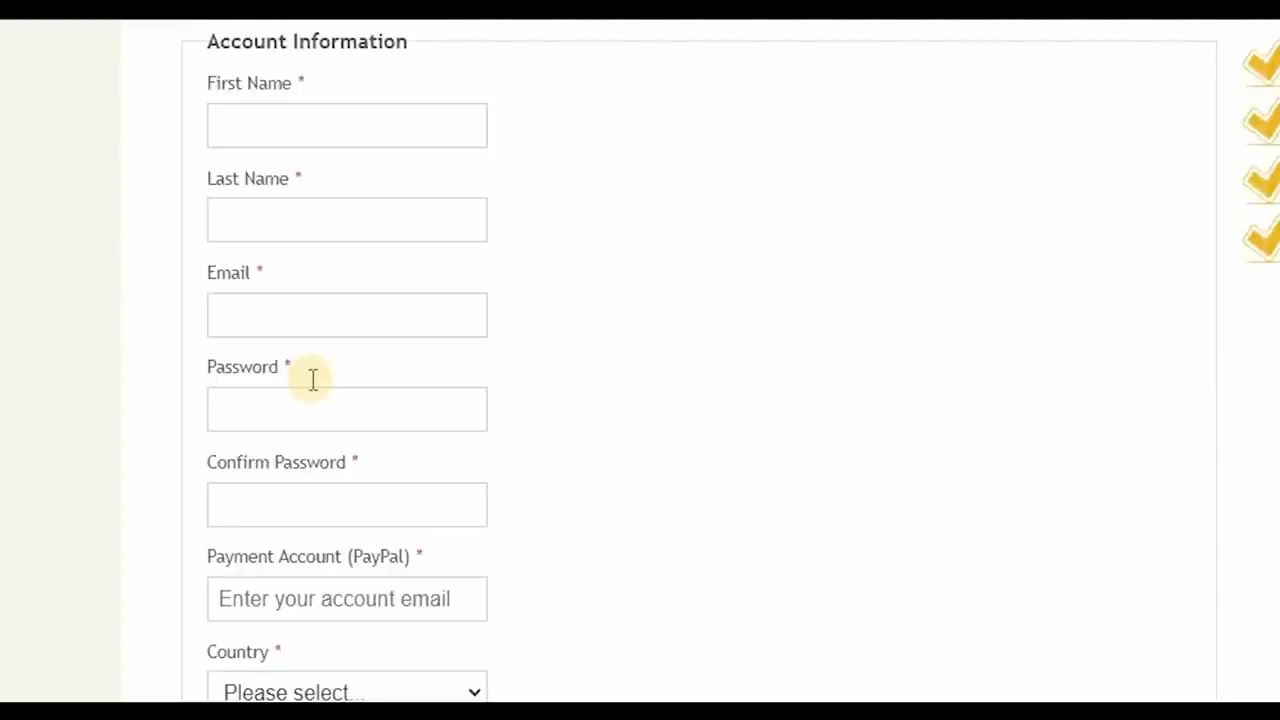 Account Information
First Name *
Last Name *
Email *
Password *
Confirm Password *
Payment Account (PayPal) *
Enter your account email
Country *
Please select...